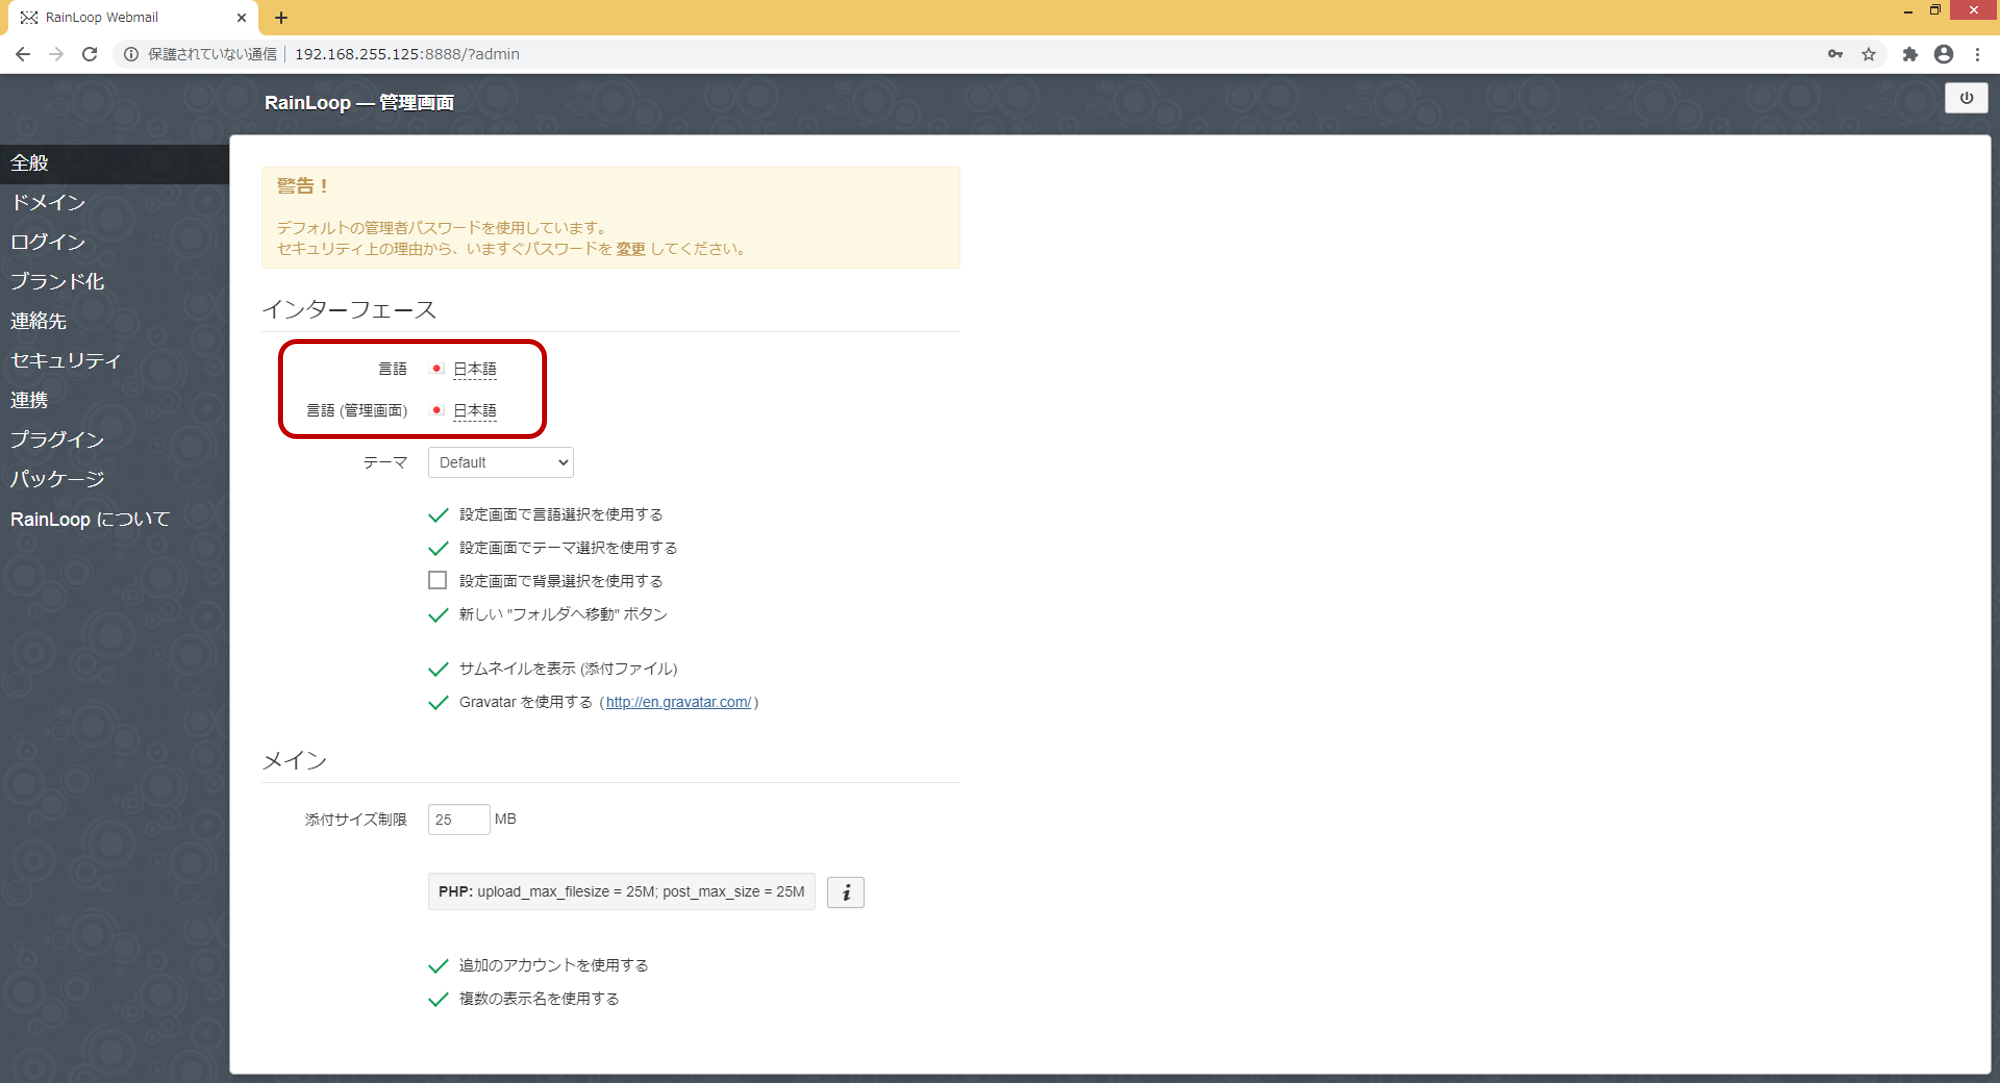 RainLoop Webmail
保護されていない通信 | 192.168.255.125:8888/?admin
RainLoop — 管理画面
全般
ドメイン
ログイン
ブランド化
連絡先
セキュリティ
連携
プラグイン
パッケージ
RainLoop について
警告！
デフォルトの管理者パスワードを使用しています。
セキュリティ上の理由から、いますぐパスワードを 変更 してください。
インターフェース
言語 日本語
言語 (管理画面) 日本語
テーマ Default
設定画面で言語選択を使用する
設定画面でテーマ選択を使用する
設定画面で背景選択を使用する
新しい "フォルダへ移動" ボタン
サムネイルを表示 (添付ファイル)
Gravatar を使用する (http://en.gravatar.com/)
メイン
添付サイズ制限 25 MB
PHP: upload_max_filesize = 25M; post_max_size = 25M
追加のアカウントを使用する
複数の表示名を使用する